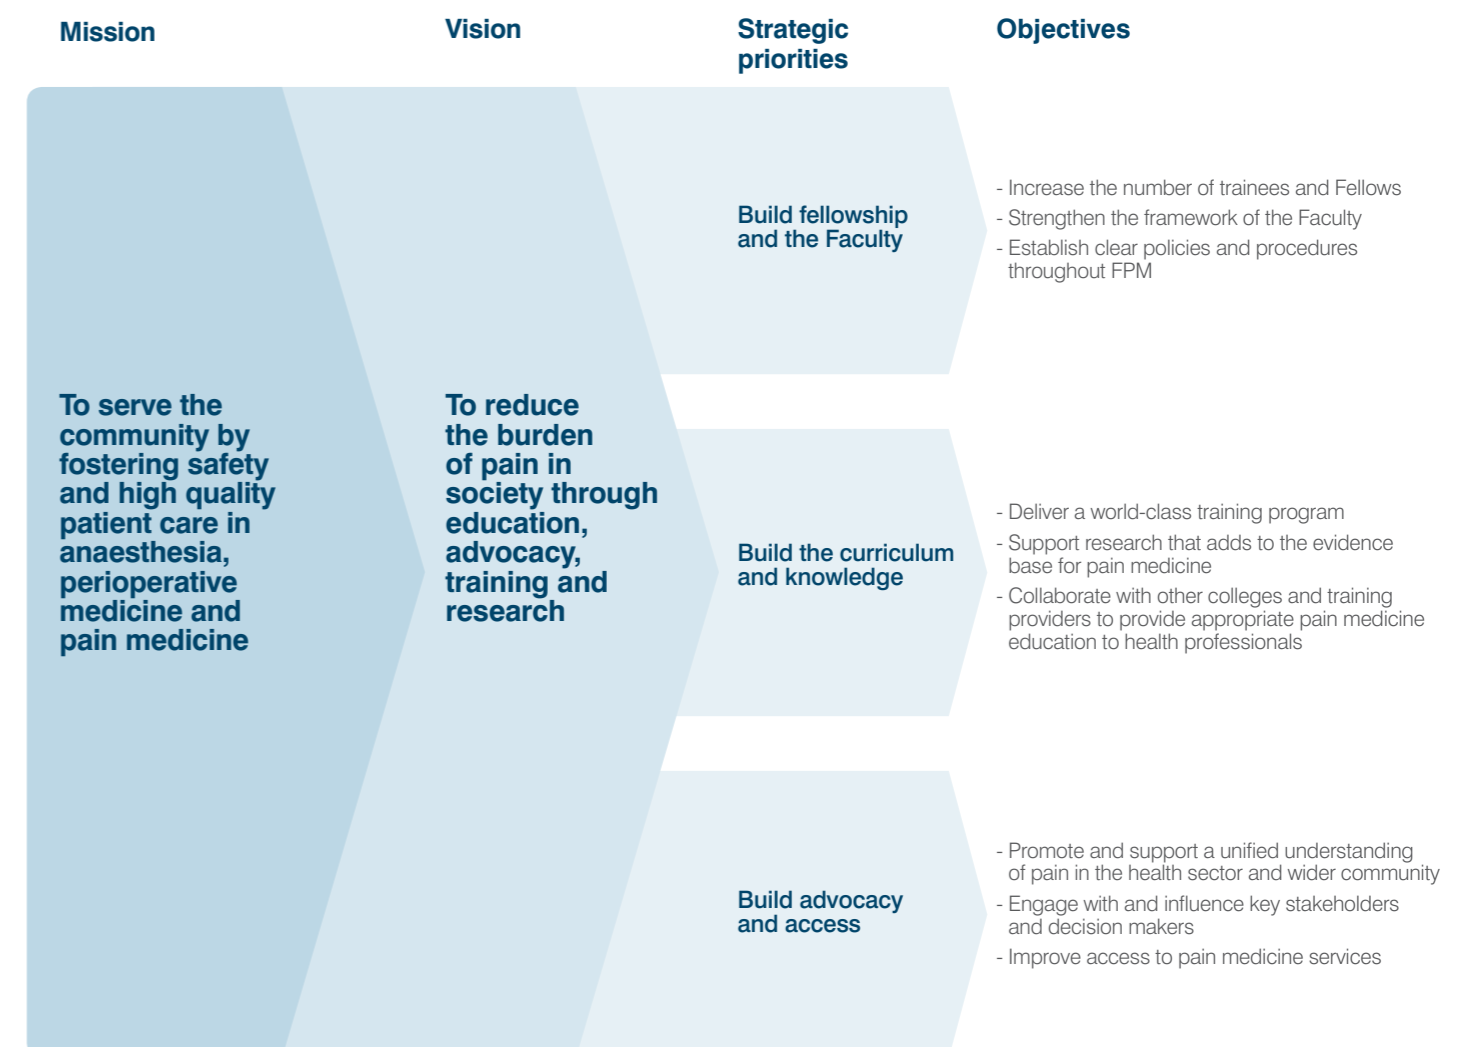 Mission
Vision
Strategic
priorities
Objectives
To serve the
community by
fostering safety
and high quality
patient care in
anaesthesia,
perioperative
medicine and
pain medicine
To reduce
the burden
of pain in
society through
education,
advocacy,
training and
research
Build fellowship
and the Faculty
- Increase the number of trainees and Fellows
- Strengthen the framework of the Faculty
- Establish clear policies and procedures
throughout FPM
Build the curriculum
and knowledge
- Deliver a world-class training program
- Support research that adds to the evidence
base for pain medicine
- Collaborate with other colleges and training
providers to provide appropriate pain medicine
education to health professionals
Build advocacy
and access
- Promote and support a unified understanding
of pain in the health sector and wider community
- Engage with and influence key stakeholders
and decision makers
- Improve access to pain medicine services